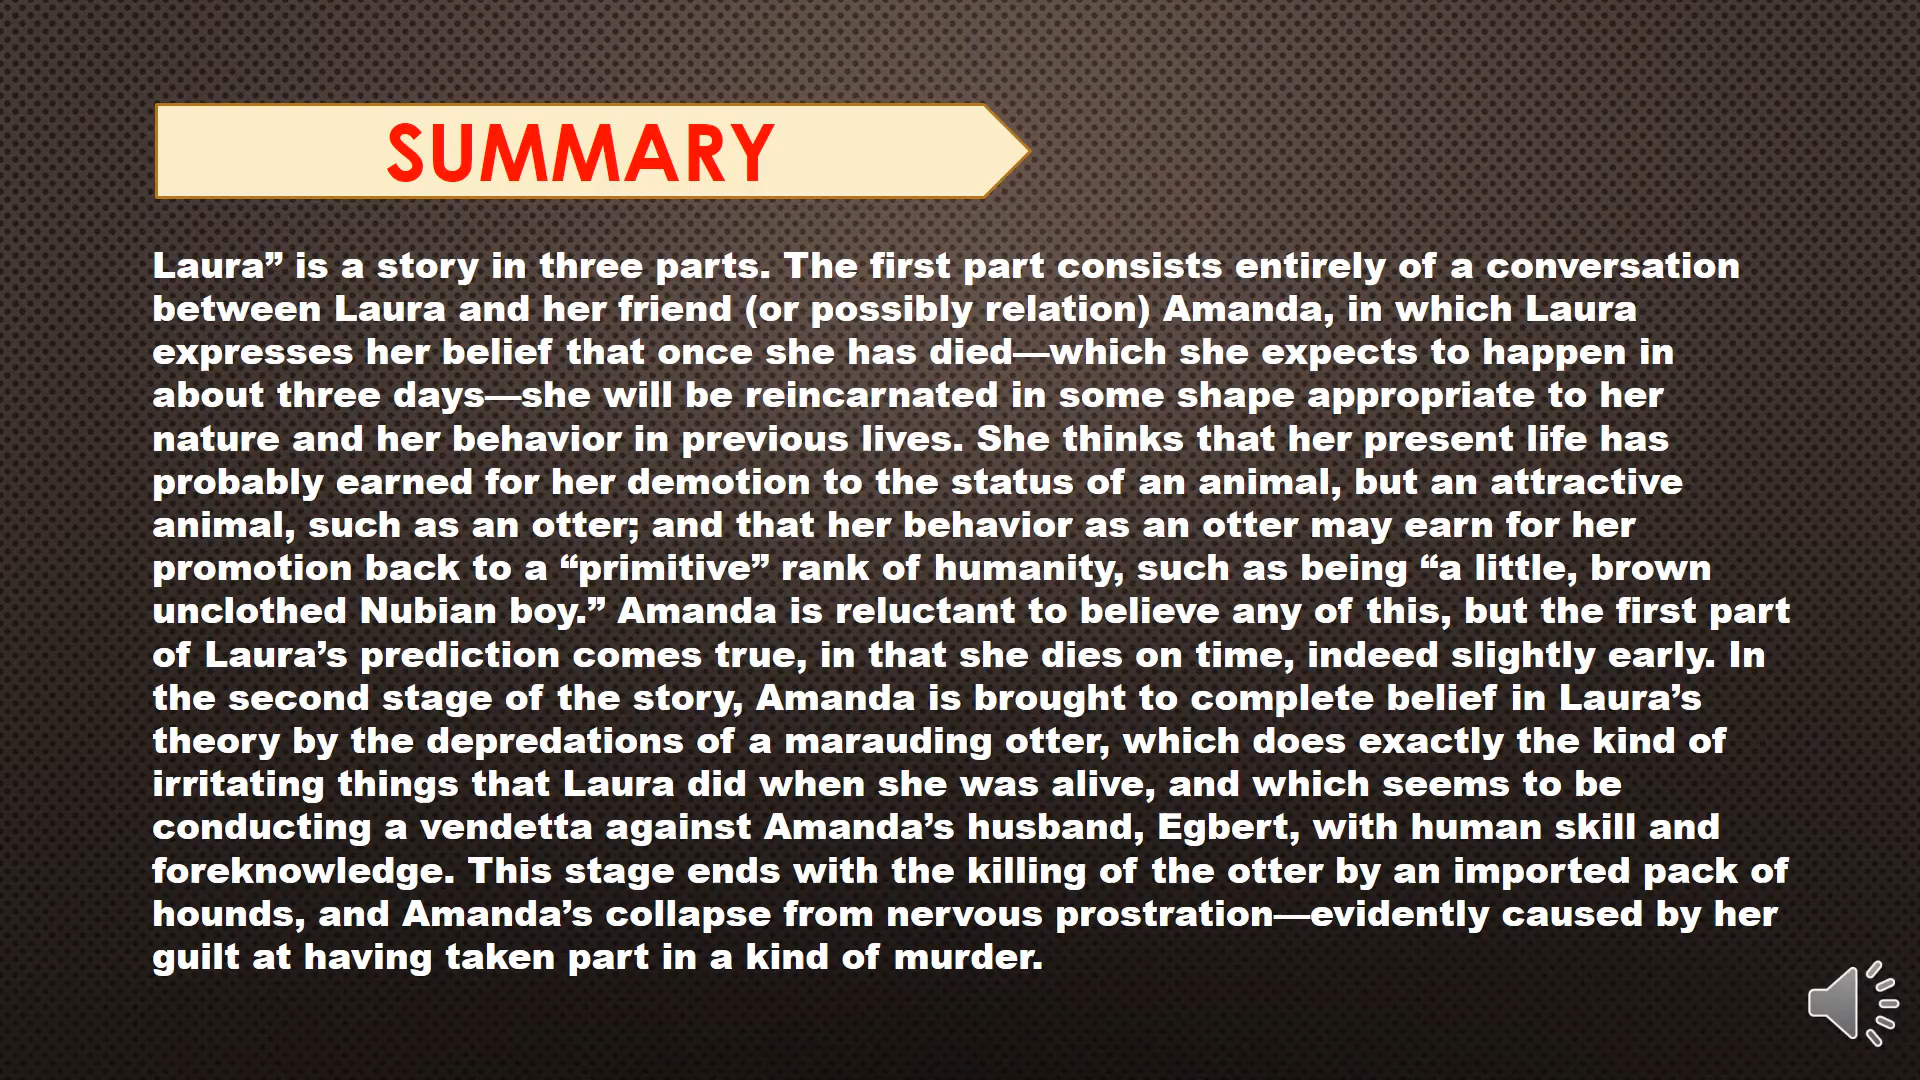 SUMMARY
Laura” is a story in three parts. The first part consists entirely of a conversation
between Laura and her friend (or possibly relation) Amanda, in which Laura
expresses her belief that once she has died—which she expects to happen in
about three days—she will be reincarnated in some shape appropriate to her
nature and her behavior in previous lives. She thinks that her present life has
probably earned for her demotion to the status of an animal, but an attractive
animal, such as an otter; and that her behavior as an otter may earn for her
promotion back to a “primitive” rank of humanity, such as being “a little, brown
unclothed Nubian boy.” Amanda is reluctant to believe any of this, but the first part
of Laura’s prediction comes true, in that she dies on time, indeed slightly early. In
the second stage of the story, Amanda is brought to complete belief in Laura’s
theory by the depredations of a marauding otter, which does exactly the kind of
irritating things that Laura did when she was alive, and which seems to be
conducting a vendetta against Amanda’s husband, Egbert, with human skill and
foreknowledge. This stage ends with the killing of the otter by an imported pack of
hounds, and Amanda’s collapse from nervous prostration—evidently caused by her
guilt at having taken part in a kind of murder.